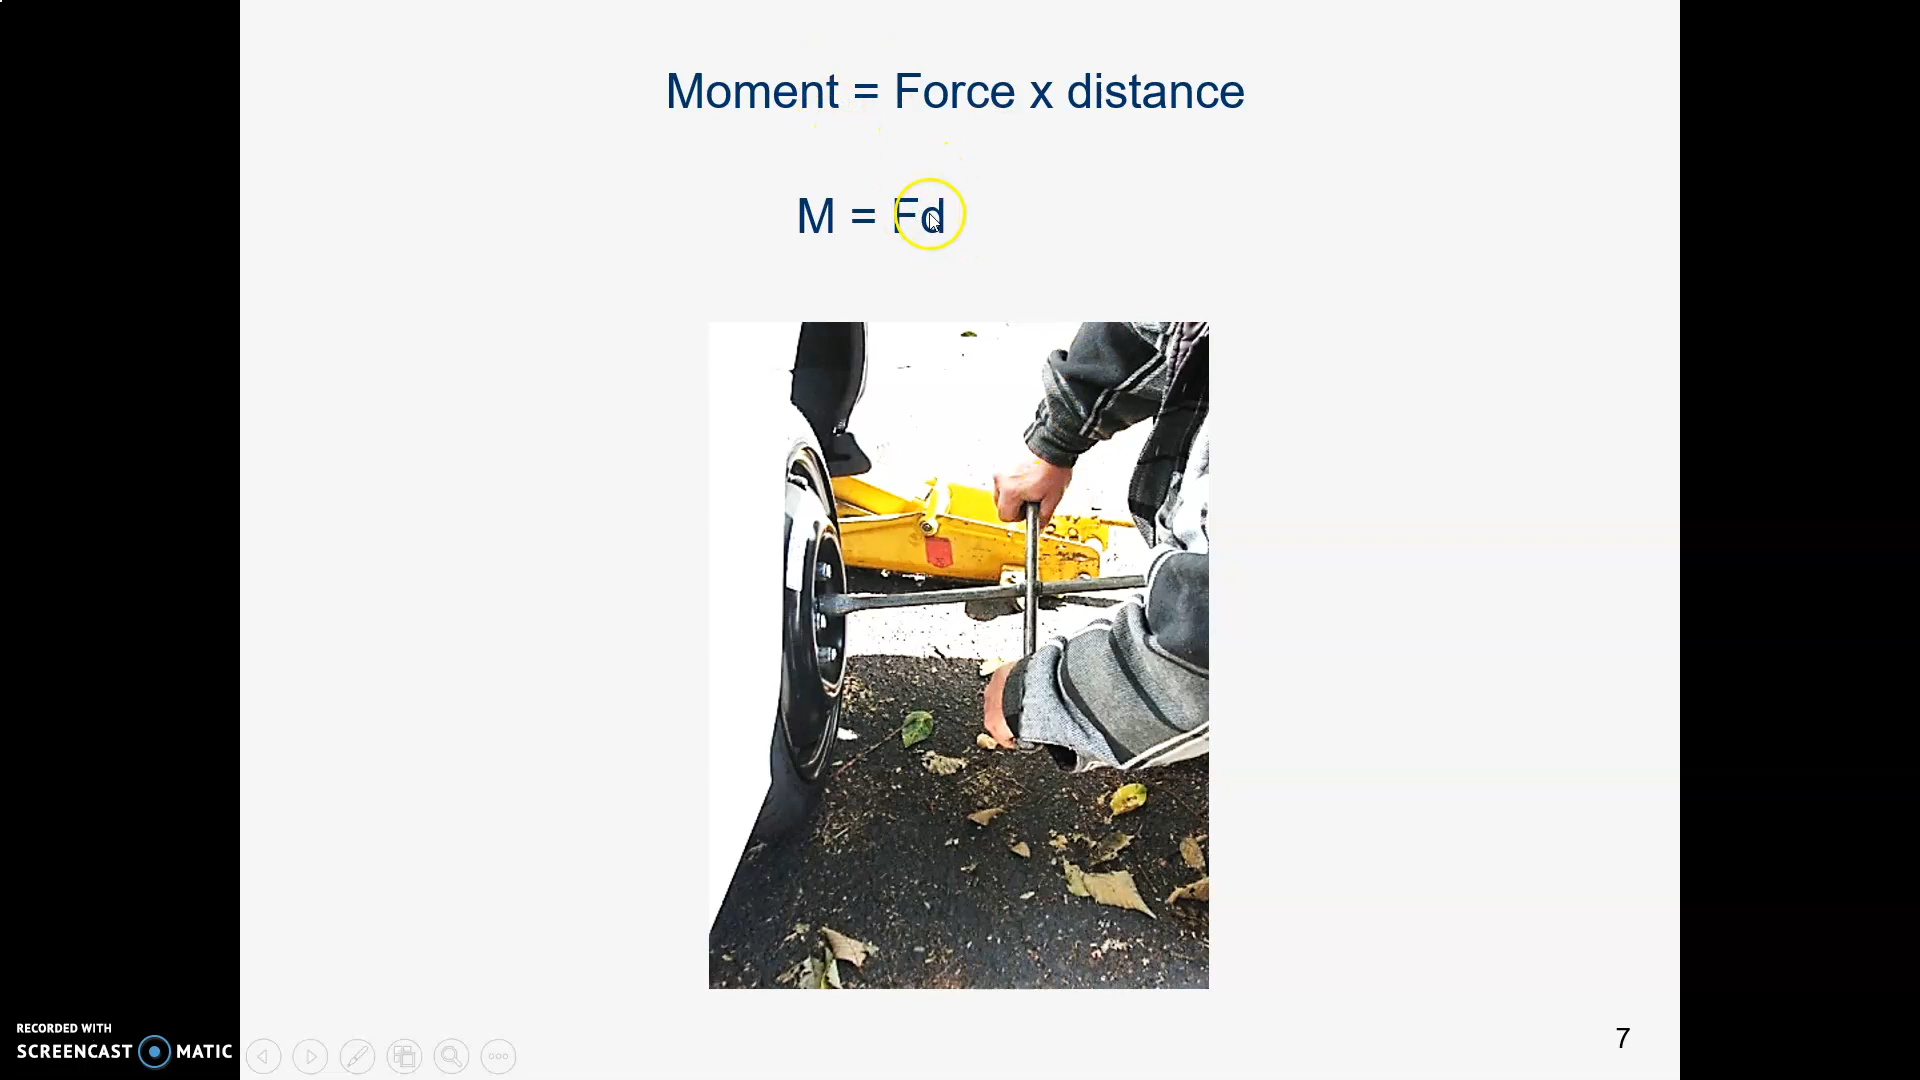 Moment = Force x distance
M = Fd
7
RECORDED WITH
SCREENCAST MATIC